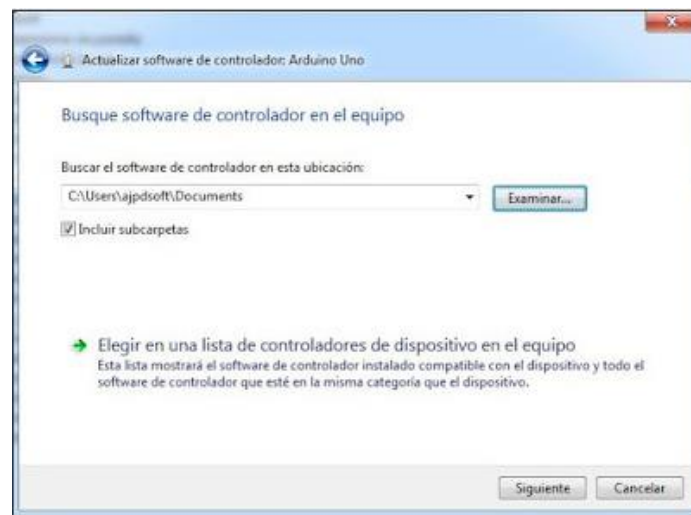 Actualizar software de controlador: Arduino Uno
Busque software de controlador en el equipo
Buscar el software de controlador en esta ubicación:
C:\Users\ajpdsoft\Documents
Examinar...
Incluir subcarpetas
Elegir en una lista de controladores de dispositivo en el equipo
Esta lista mostrará el software de controlador instalado compatible con el dispositivo y todo el
software de controlador que esté en la misma categoría que el dispositivo.
Siguiente
Cancelar